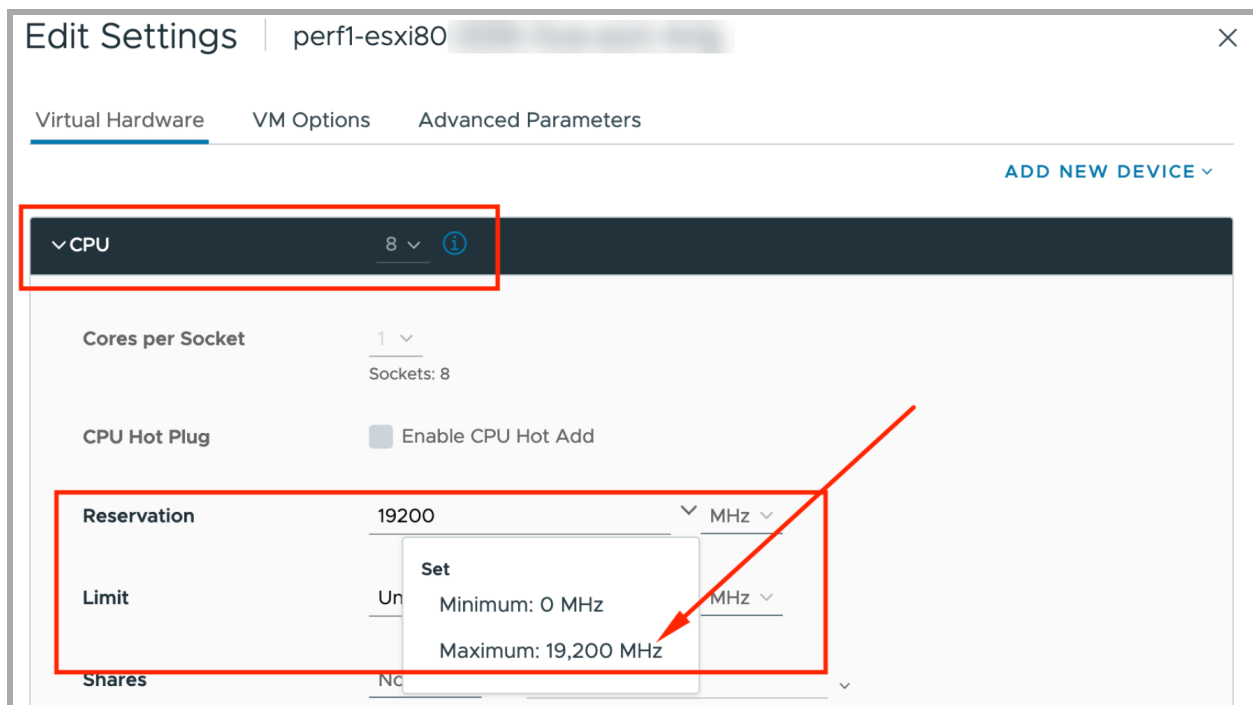 Edit Settings perf1-esxi80
Virtual Hardware VM Options Advanced Parameters
ADD NEW DEVICE
CPU 8
Cores per Socket 1
Sockets: 8
CPU Hot Plug Enable CPU Hot Add
Reservation 19200 MHz
Set
Minimum: 0 MHz
Limit Un MHz
Maximum: 19,200 MHz
Shares No